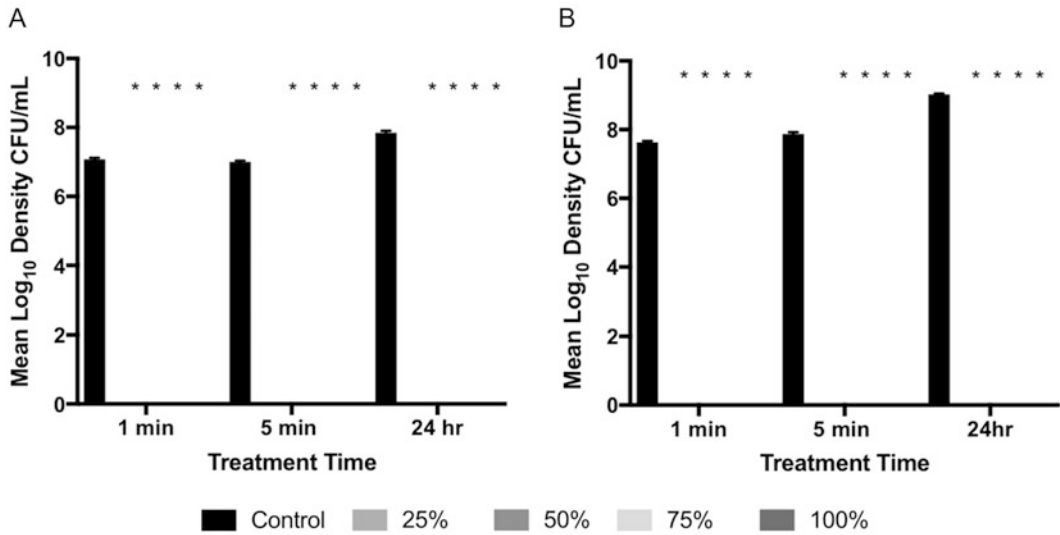 A
10
8
6
4
2
0
Mean Log₁₀ Density CFU/mL
* * * *
* * * *
* * * *
1 min
5 min
24 hr
Treatment Time
B
10
8
6
4
2
0
Mean Log₁₀ Density CFU/mL
* * * *
* * * *
* * * *
1 min
5 min
24hr
Treatment Time
Control 25% 50% 75% 100%